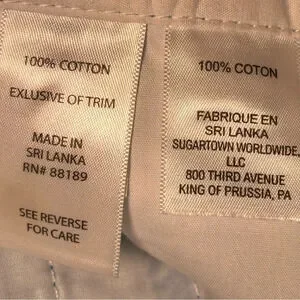 100% COTTON
EXLUSIVE OF TRIM
MADE IN
SRI LANKA
RN# 88189
SEE REVERSE
FOR CARE
100% COTON
FABRIQUE EN
SRI LANKA
SUGARTOWN WORLDWIDE,
LLC
800 THIRD AVENUE
KING OF PRUSSIA, PA